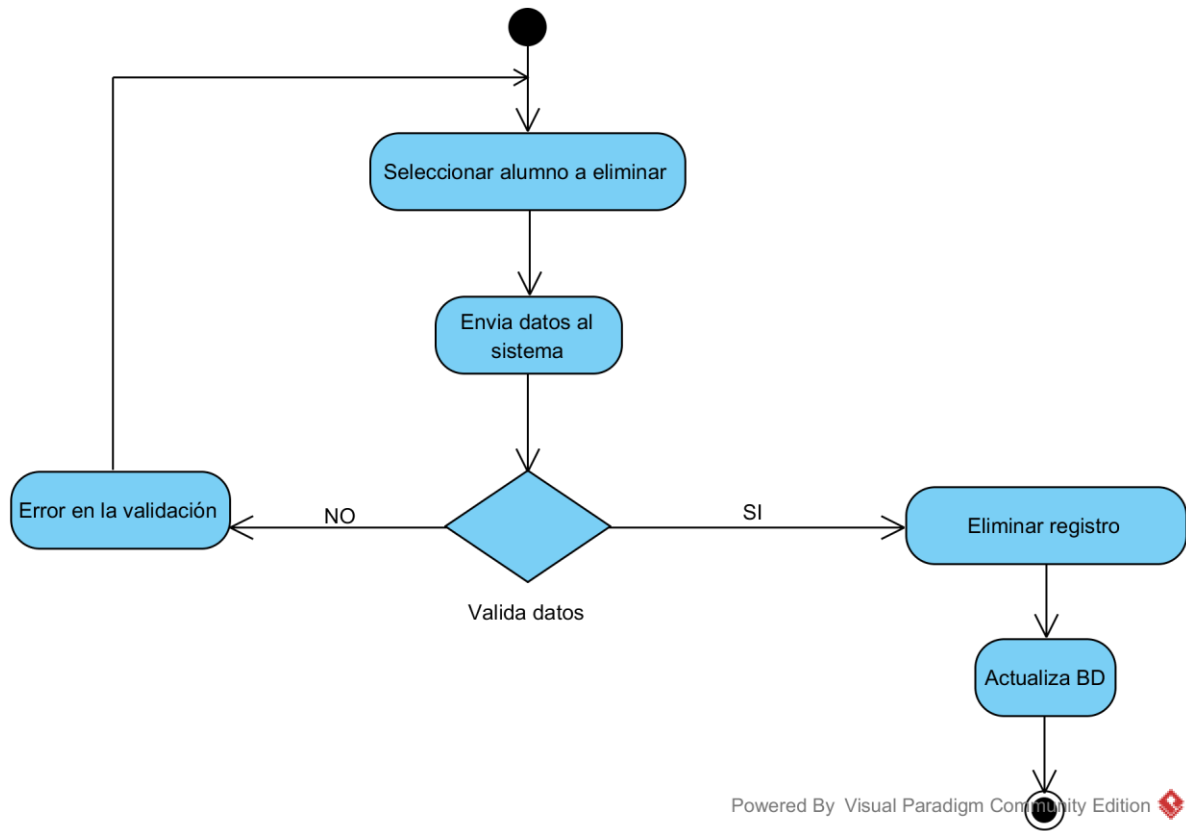 Seleccionar alumno a eliminar
Envia datos al
sistema
Error en la validación
NO
SI
Eliminar registro
Valida datos
Actualiza BD
Powered By Visual Paradigm Community Edition